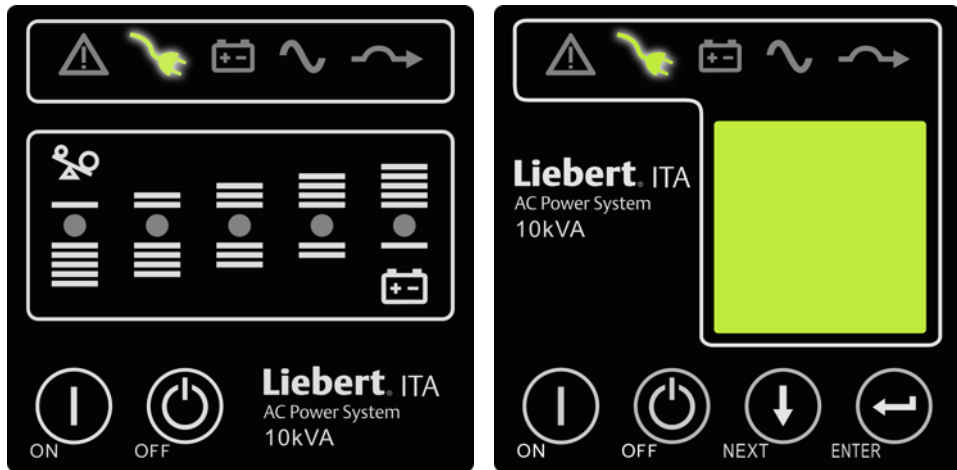 ON
OFF
Liebert® ITA
AC Power System
10kVA
Liebert® ITA
AC Power System
10kVA
ON
OFF
NEXT
ENTER